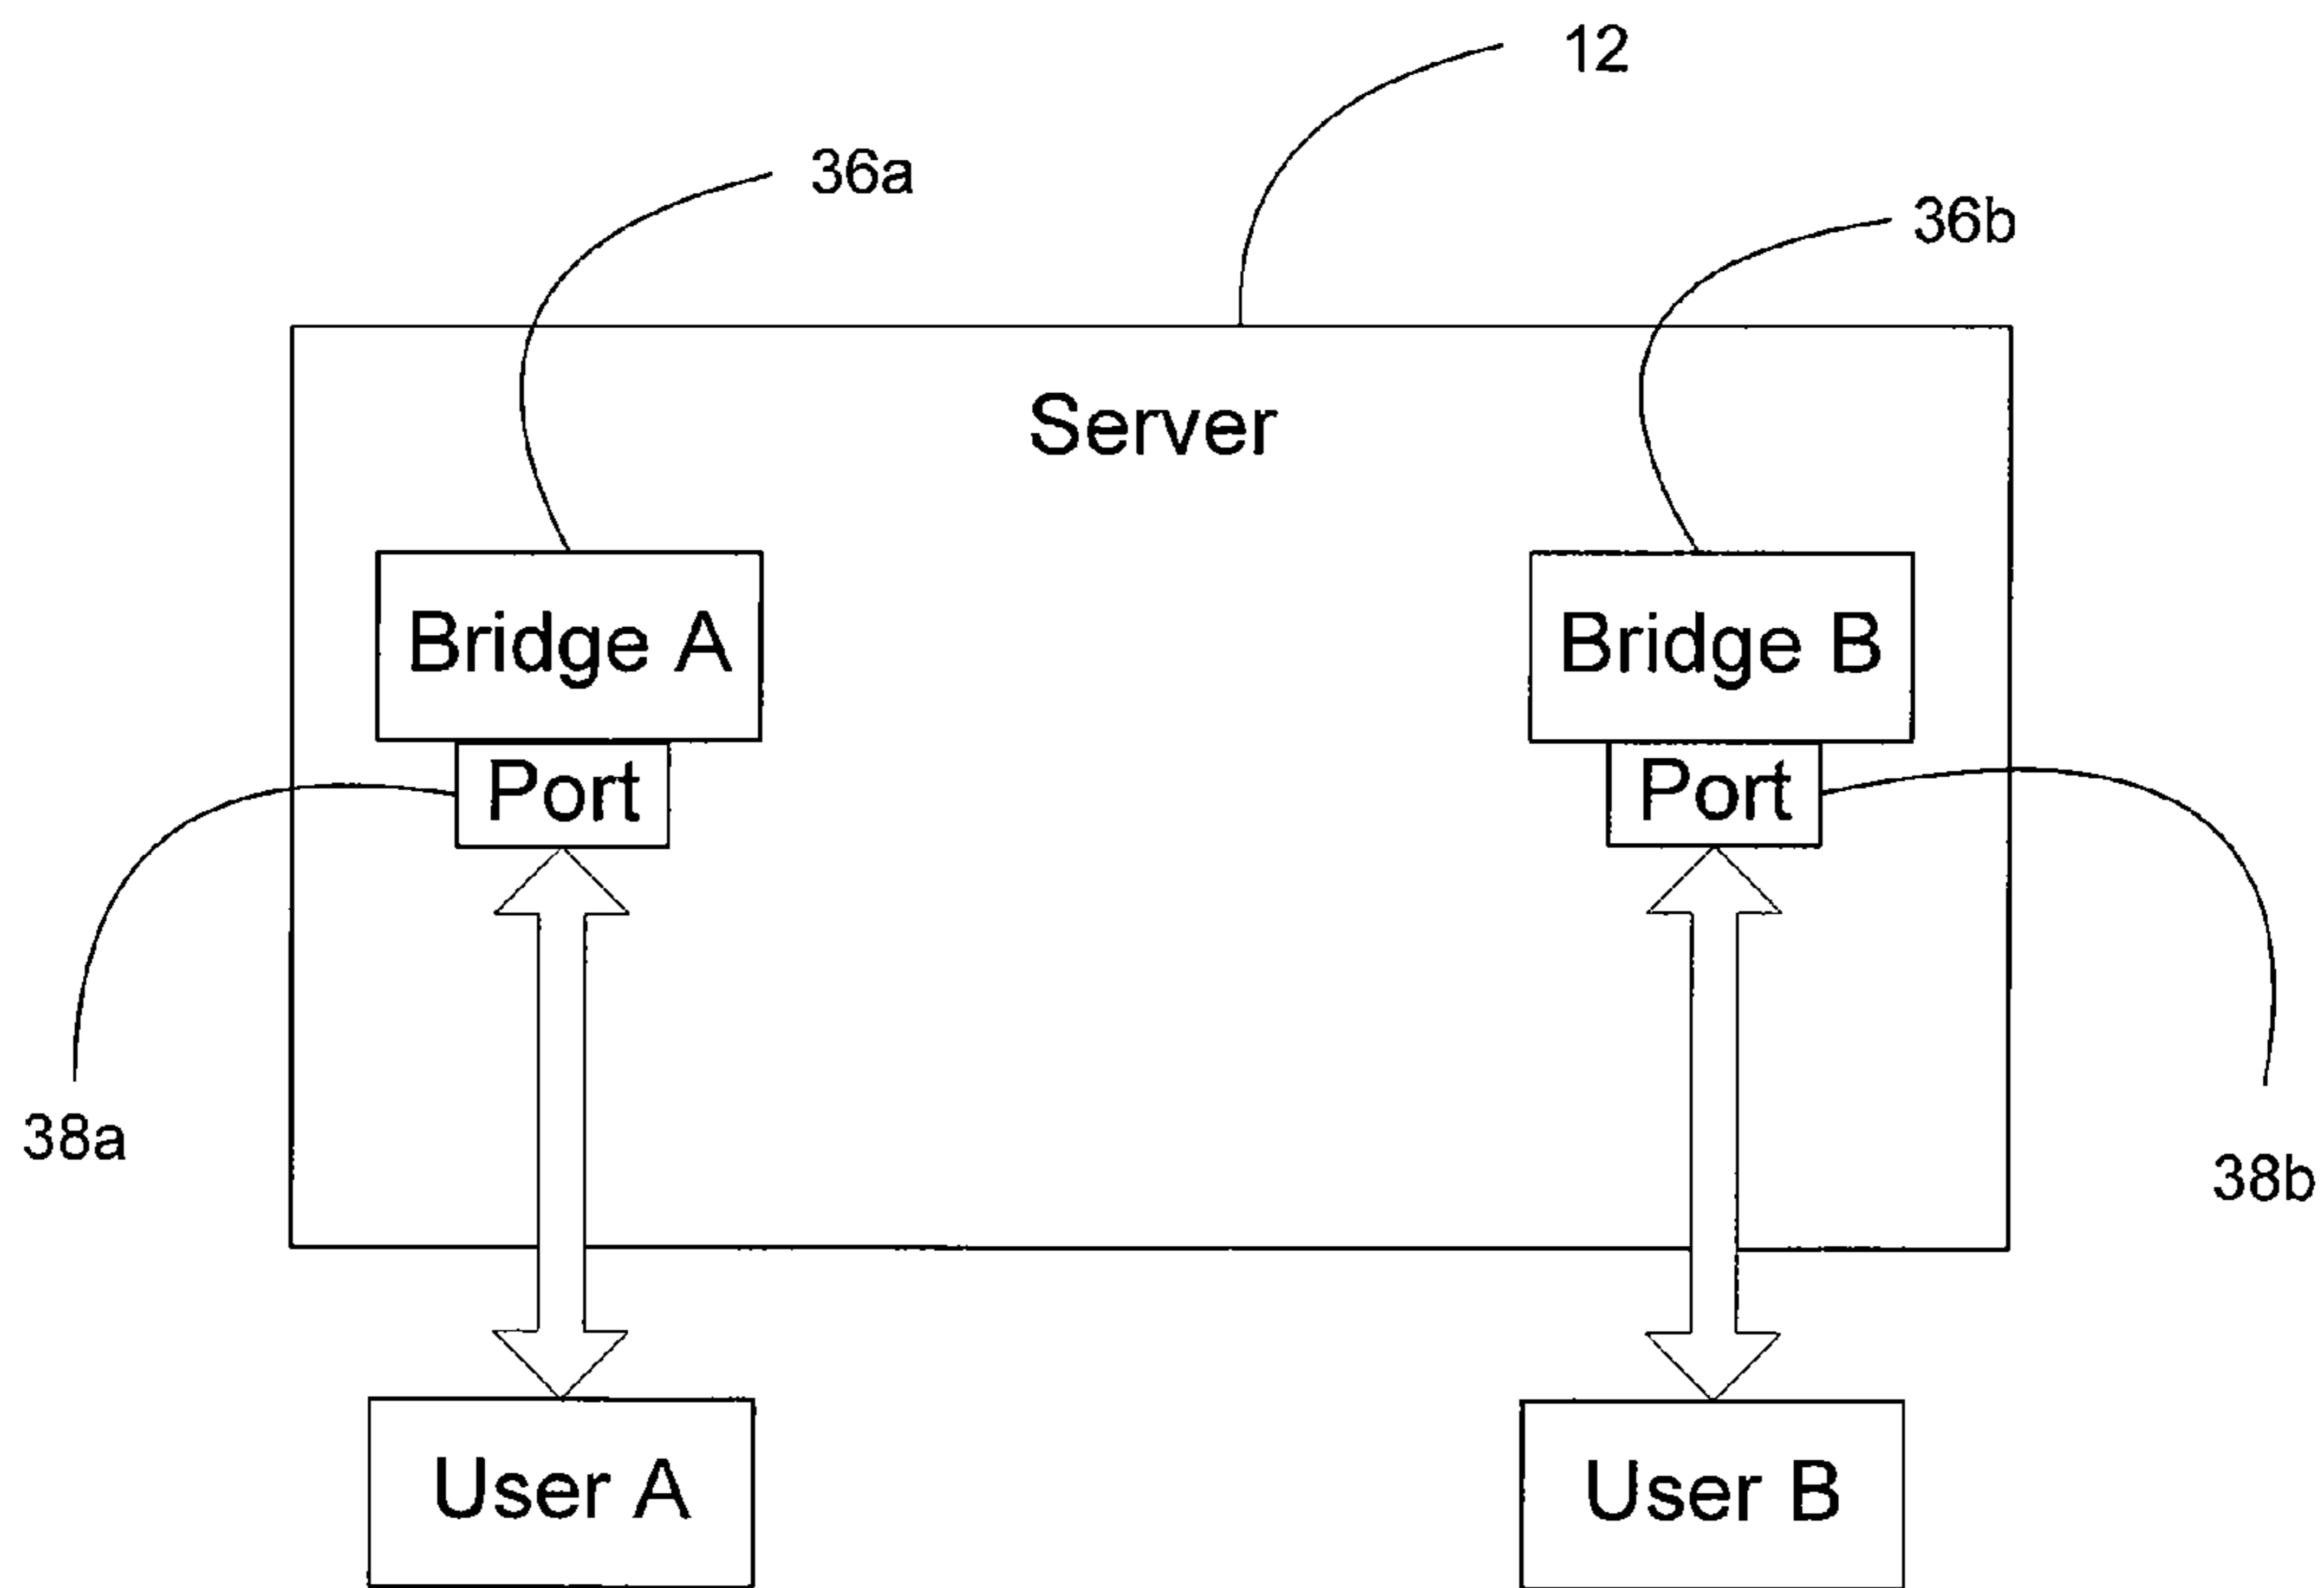 12
36a
36b
Server
Bridge A
Bridge B
Port
Port
38a
38b
User A
User B